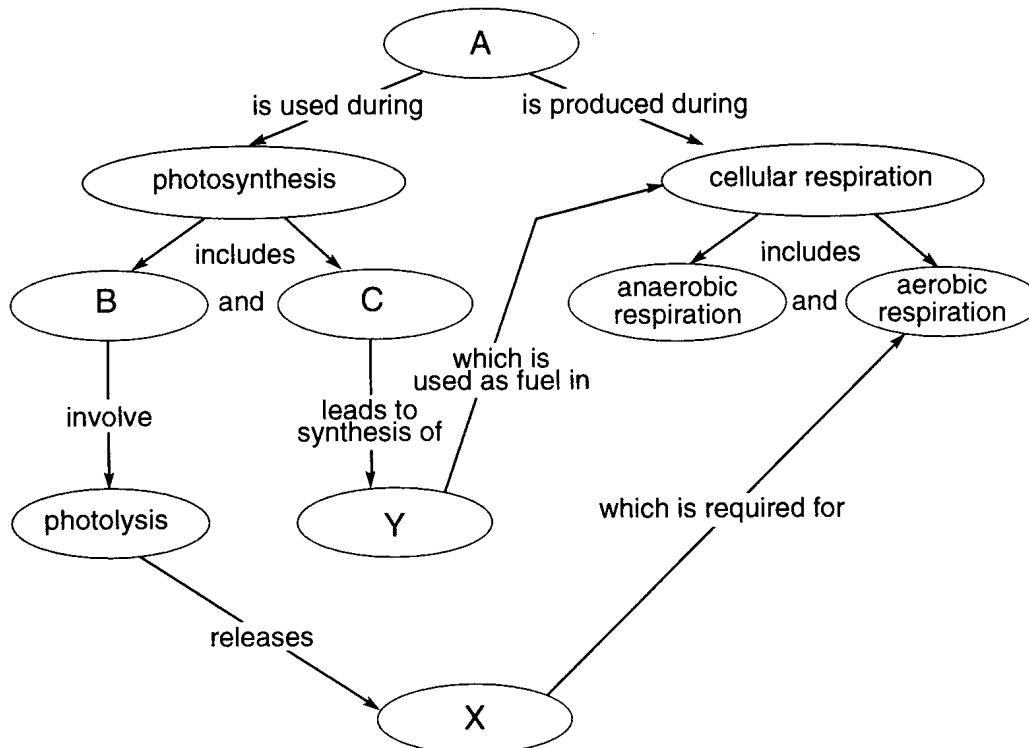 A
is used during
is produced during
photosynthesis
cellular respiration
includes
includes
B
and
C
anaerobic
respiration
and
aerobic
respiration
which is
used as fuel in
involve
leads to
synthesis of
photolysis
Y
which is required for
releases
X